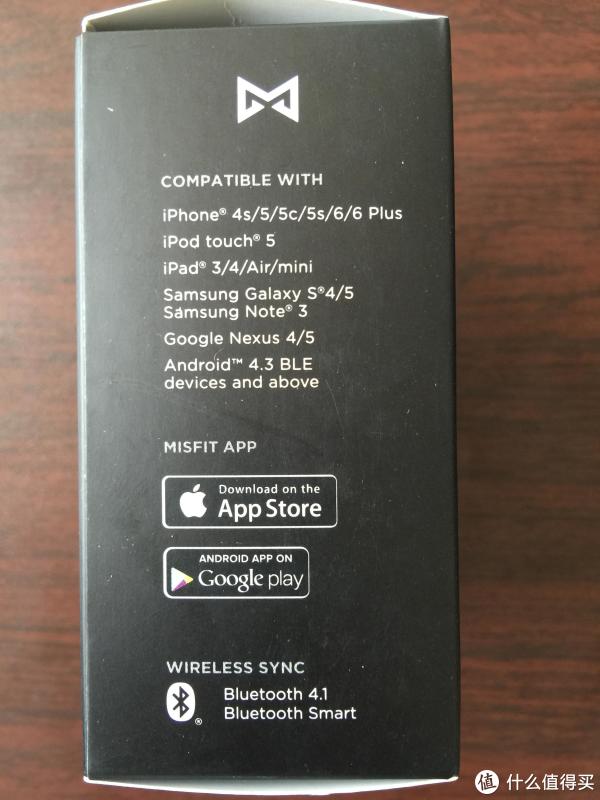 COMPATIBLE WITH
iPhone® 4s/5/5c/5s/6/6 Plus
iPod touch® 5
iPad® 3/4/Air/mini
Samsung Galaxy S®4/5
Samsung Note® 3
Google Nexus 4/5
Android™ 4.3 BLE
devices and above
MISFIT APP
Download on the
App Store
ANDROID APP ON
Google play
WIRELESS SYNC
Bluetooth 4.1
Bluetooth Smart
®
值 什么值得买